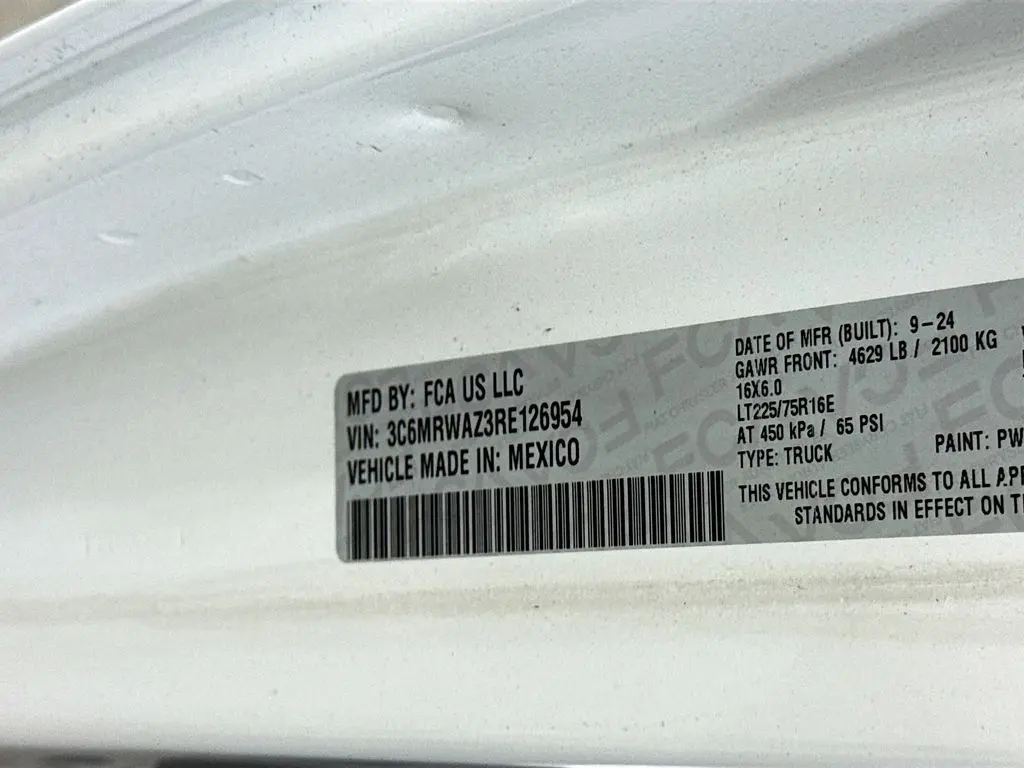 MFD BY: FCA US LLC
VIN: 3C6MRWAZ3RE126954
VEHICLE MADE IN: MEXICO
DATE OF MFR (BUILT): 9-24
GAWR FRONT: 4629 LB / 2100 KG
16X6.0
LT225/75R16E
AT 450 kPa / 65 PSI
TYPE: TRUCK
PAINT: PW
THIS VEHICLE CONFORMS TO ALL
STANDARDS IN EFFECT ON